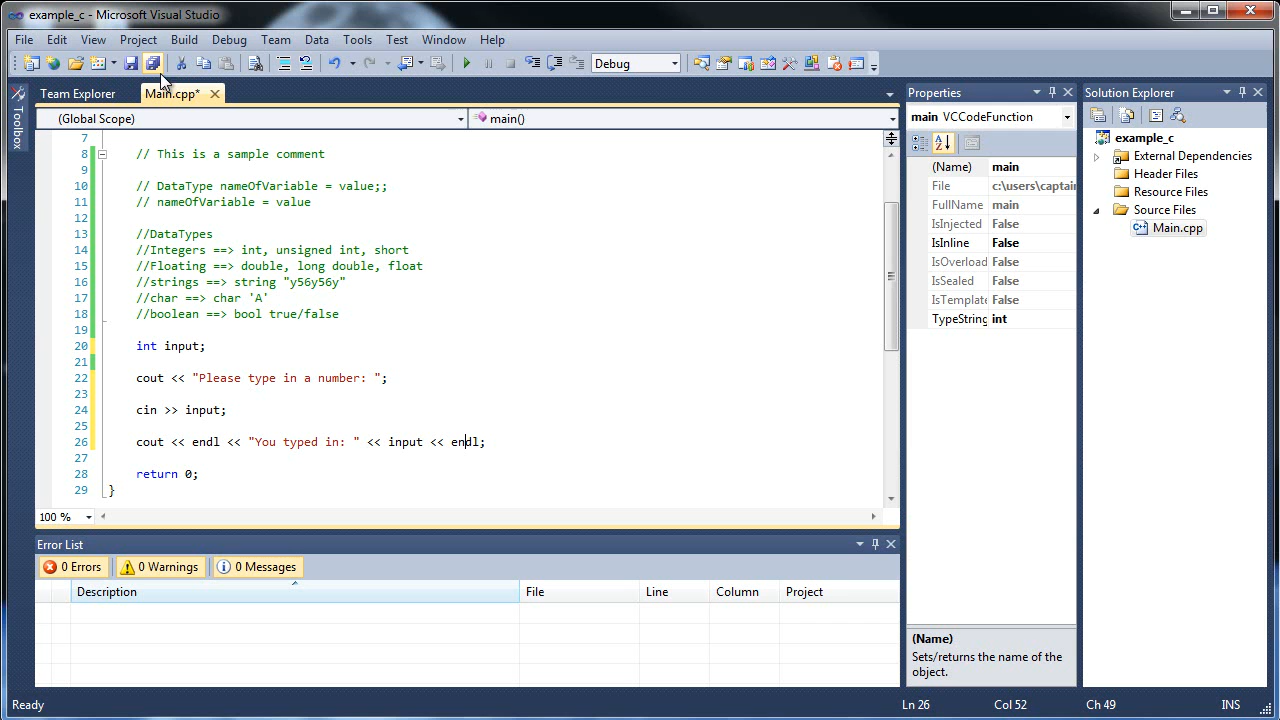 example_c - Microsoft Visual Studio
File Edit View Project Build Debug Team Data Tools Test Window Help
Debug
Toolbox
Team Explorer Main.cpp*
(Global Scope) main()
7
8 // This is a sample comment
9
10 // DataType nameOfVariable = value;;
11 // nameOfVariable = value
12
13 //DataTypes
14 //Integers ==> int, unsigned int, short
15 //Floating ==> double, long double, float
16 //strings ==> string "y56y56y"
17 //char ==> char 'A'
18 //boolean ==> bool true/false
19
20 int input;
21
22 cout << "Please type in a number: ";
23
24 cin >> input;
25
26 cout << endl << "You typed in: " << input << endl;
27
28 return 0;
29 }
100 %
Error List
0 Errors 0 Warnings 0 Messages
Description File Line Column Project
Properties
main VCCodeFunction
(Name) main
File c:\users\captain
FullName main
IsInjected False
IsInline False
IsOverload False
IsSealed False
IsTemplate False
TypeString int
(Name)
Sets/returns the name of the
object.
Solution Explorer
example_c
External Dependencies
Header Files
Resource Files
Source Files
Main.cpp
Ready Ln 26 Col 52 Ch 49 INS